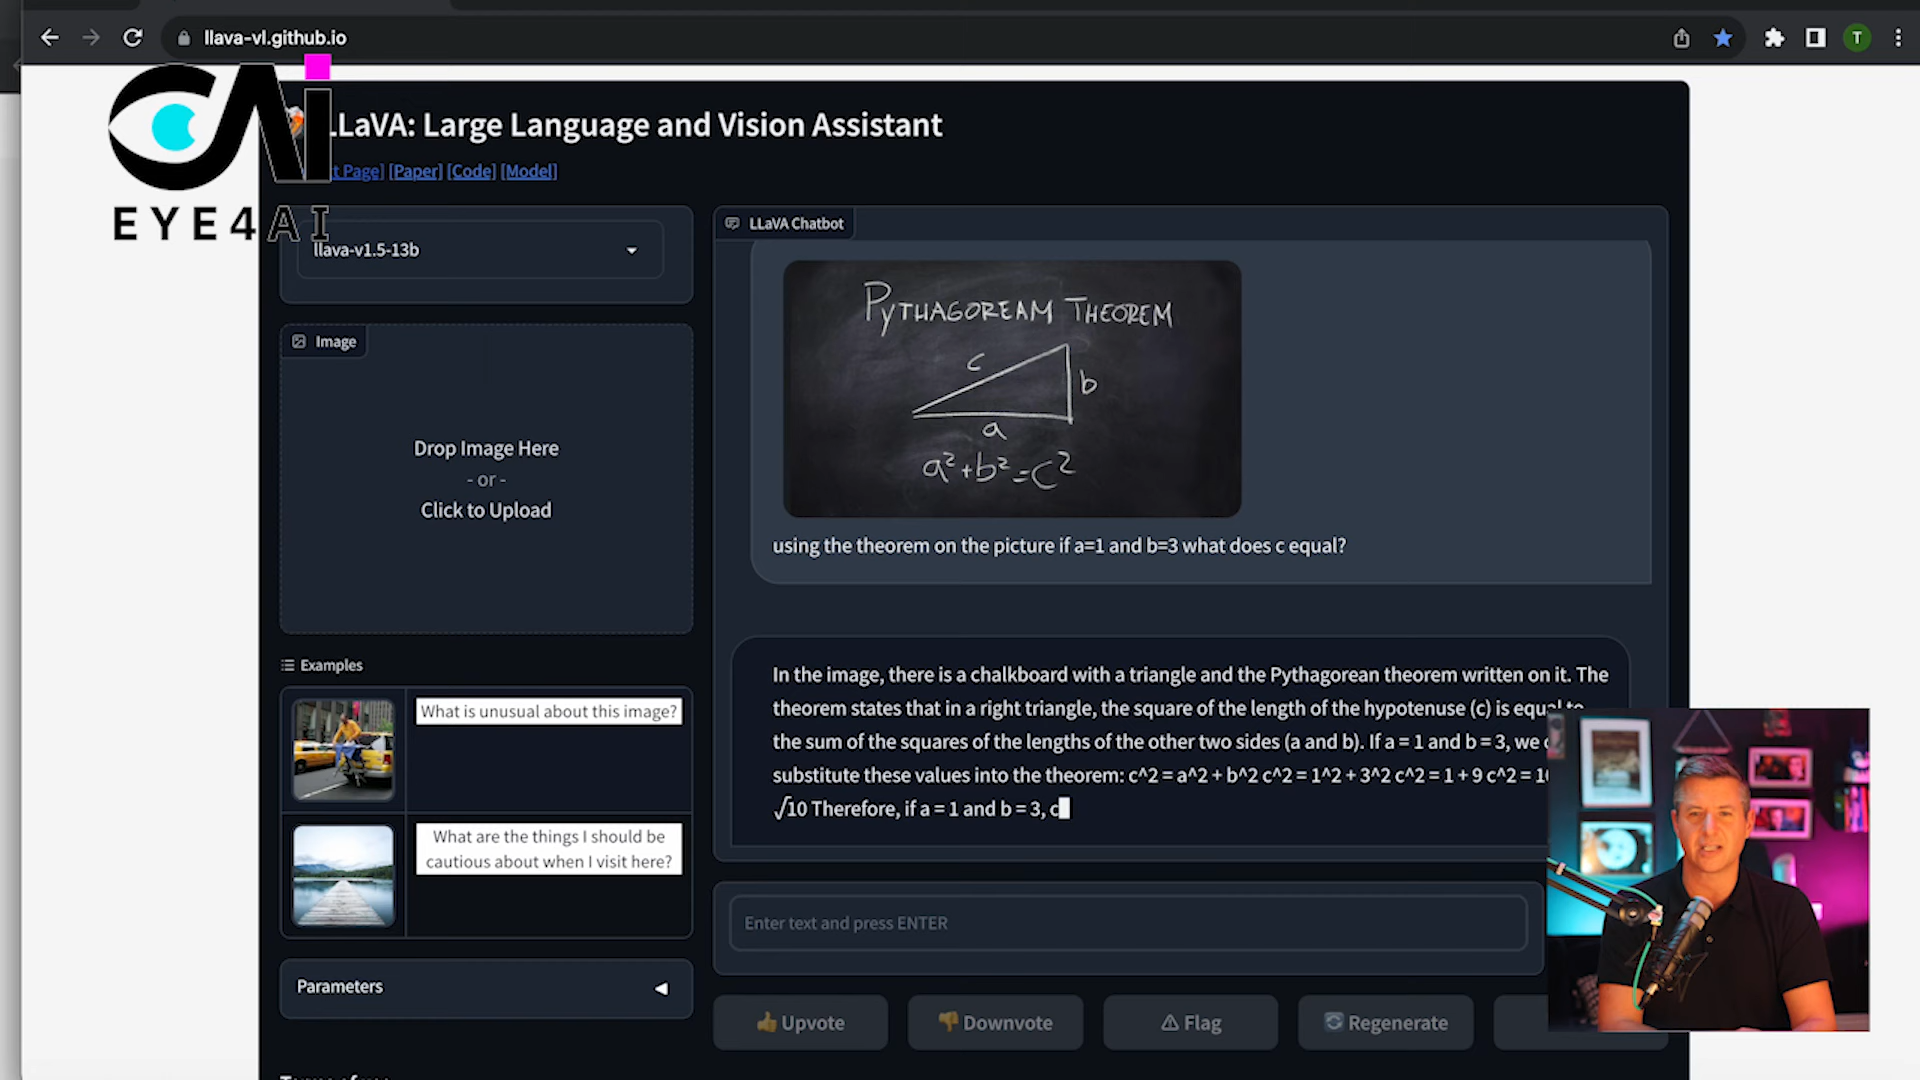 llava-vl.github.io
T
LLaVA: Large Language and Vision Assistant
t Page] [Paper] [Code] [Model]
EYE4AI
llava-v1.5-13b
Image
Drop Image Here
- or -
Click to Upload
Examples
What is unusual about this image?
What are the things I should be
cautious about when I visit here?
Parameters
LLaVA Chatbot
PYTHAGOREAM THEOREM
c
b
a
a²+b²=c²
using the theorem on the picture if a=1 and b=3 what does c equal?
In the image, there is a chalkboard with a triangle and the Pythagorean theorem written on it. The
theorem states that in a right triangle, the square of the length of the hypotenuse (c) is equal to
the sum of the squares of the lengths of the other two sides (a and b). If a = 1 and b = 3, we
substitute these values into the theorem: c^2 = a^2 + b^2 c^2 = 1^2 + 3^2 c^2 = 1 + 9 c^2 =
√10 Therefore, if a = 1 and b = 3, c
Enter text and press ENTER
Upvote
Downvote
Flag
Regenerate